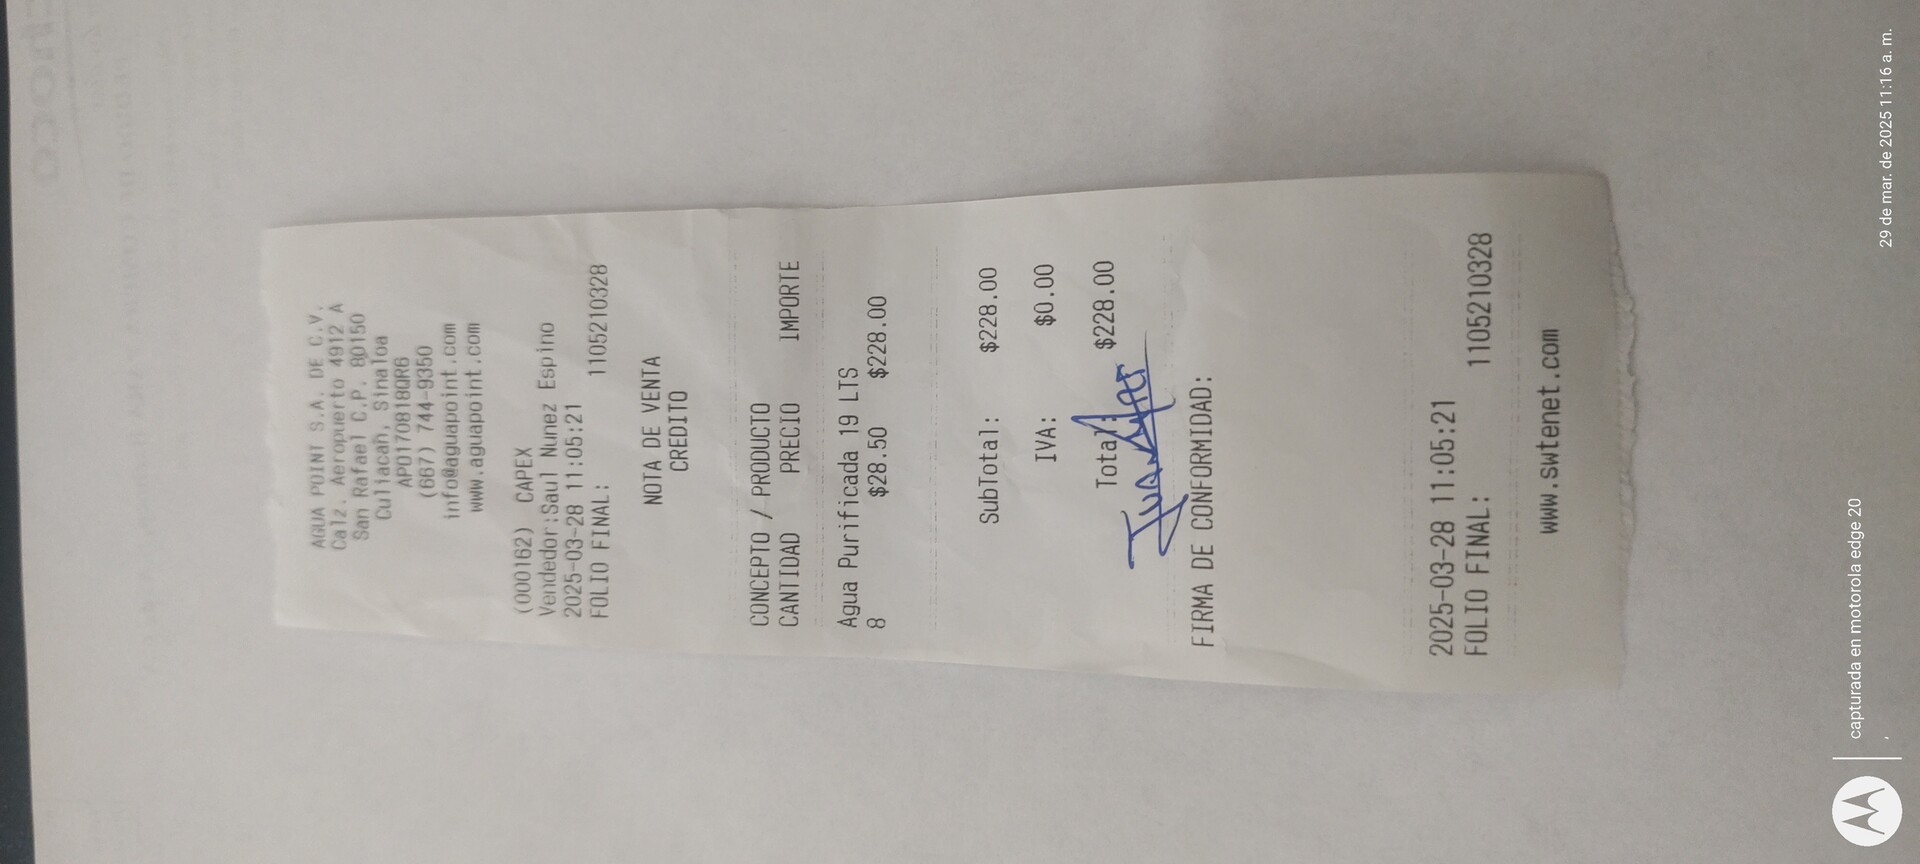 AGUA POINT S.A. DE C.V.
Calz. Aeropuerto 4912 A
San Rafael C.P. 80150
Culiacan, Sinaloa
APO170818QR6
(667) 744-9350
info@aguapoint.com
www.aguapoint.com
(000162) CAPEX
Vendedor:Saul Nunez Espino
2025-03-28 11:05:21
FOLIO FINAL: 1105210328
NOTA DE VENTA
CREDITO
CONCEPTO / PRODUCTO
CANTIDAD PRECIO IMPORTE
Agua Purificada 19 LTS
8 $28.50 $228.00
SubTotal: $228.00
IVA: $0.00
Total: $228.00
FIRMA DE CONFORMIDAD:
2025-03-28 11:05:21
FOLIO FINAL: 1105210328
www.swtenet.com
capturada en motorola edge 20
29 de mar. de 2025 11:16 a. m.